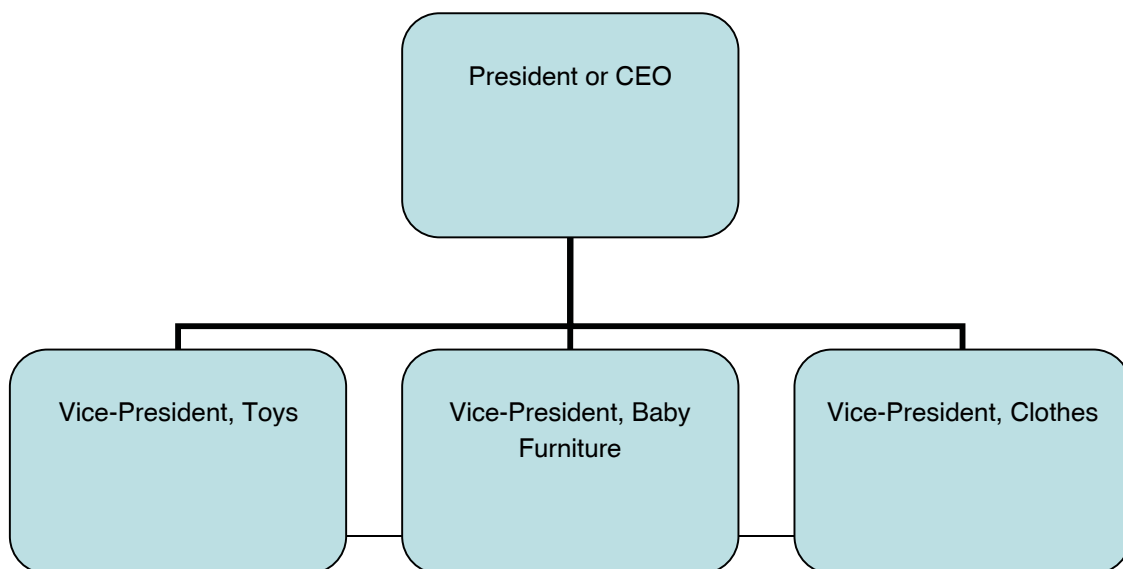 President or CEO
Vice-President, Toys
Vice-President, Baby
Furniture
Vice-President, Clothes